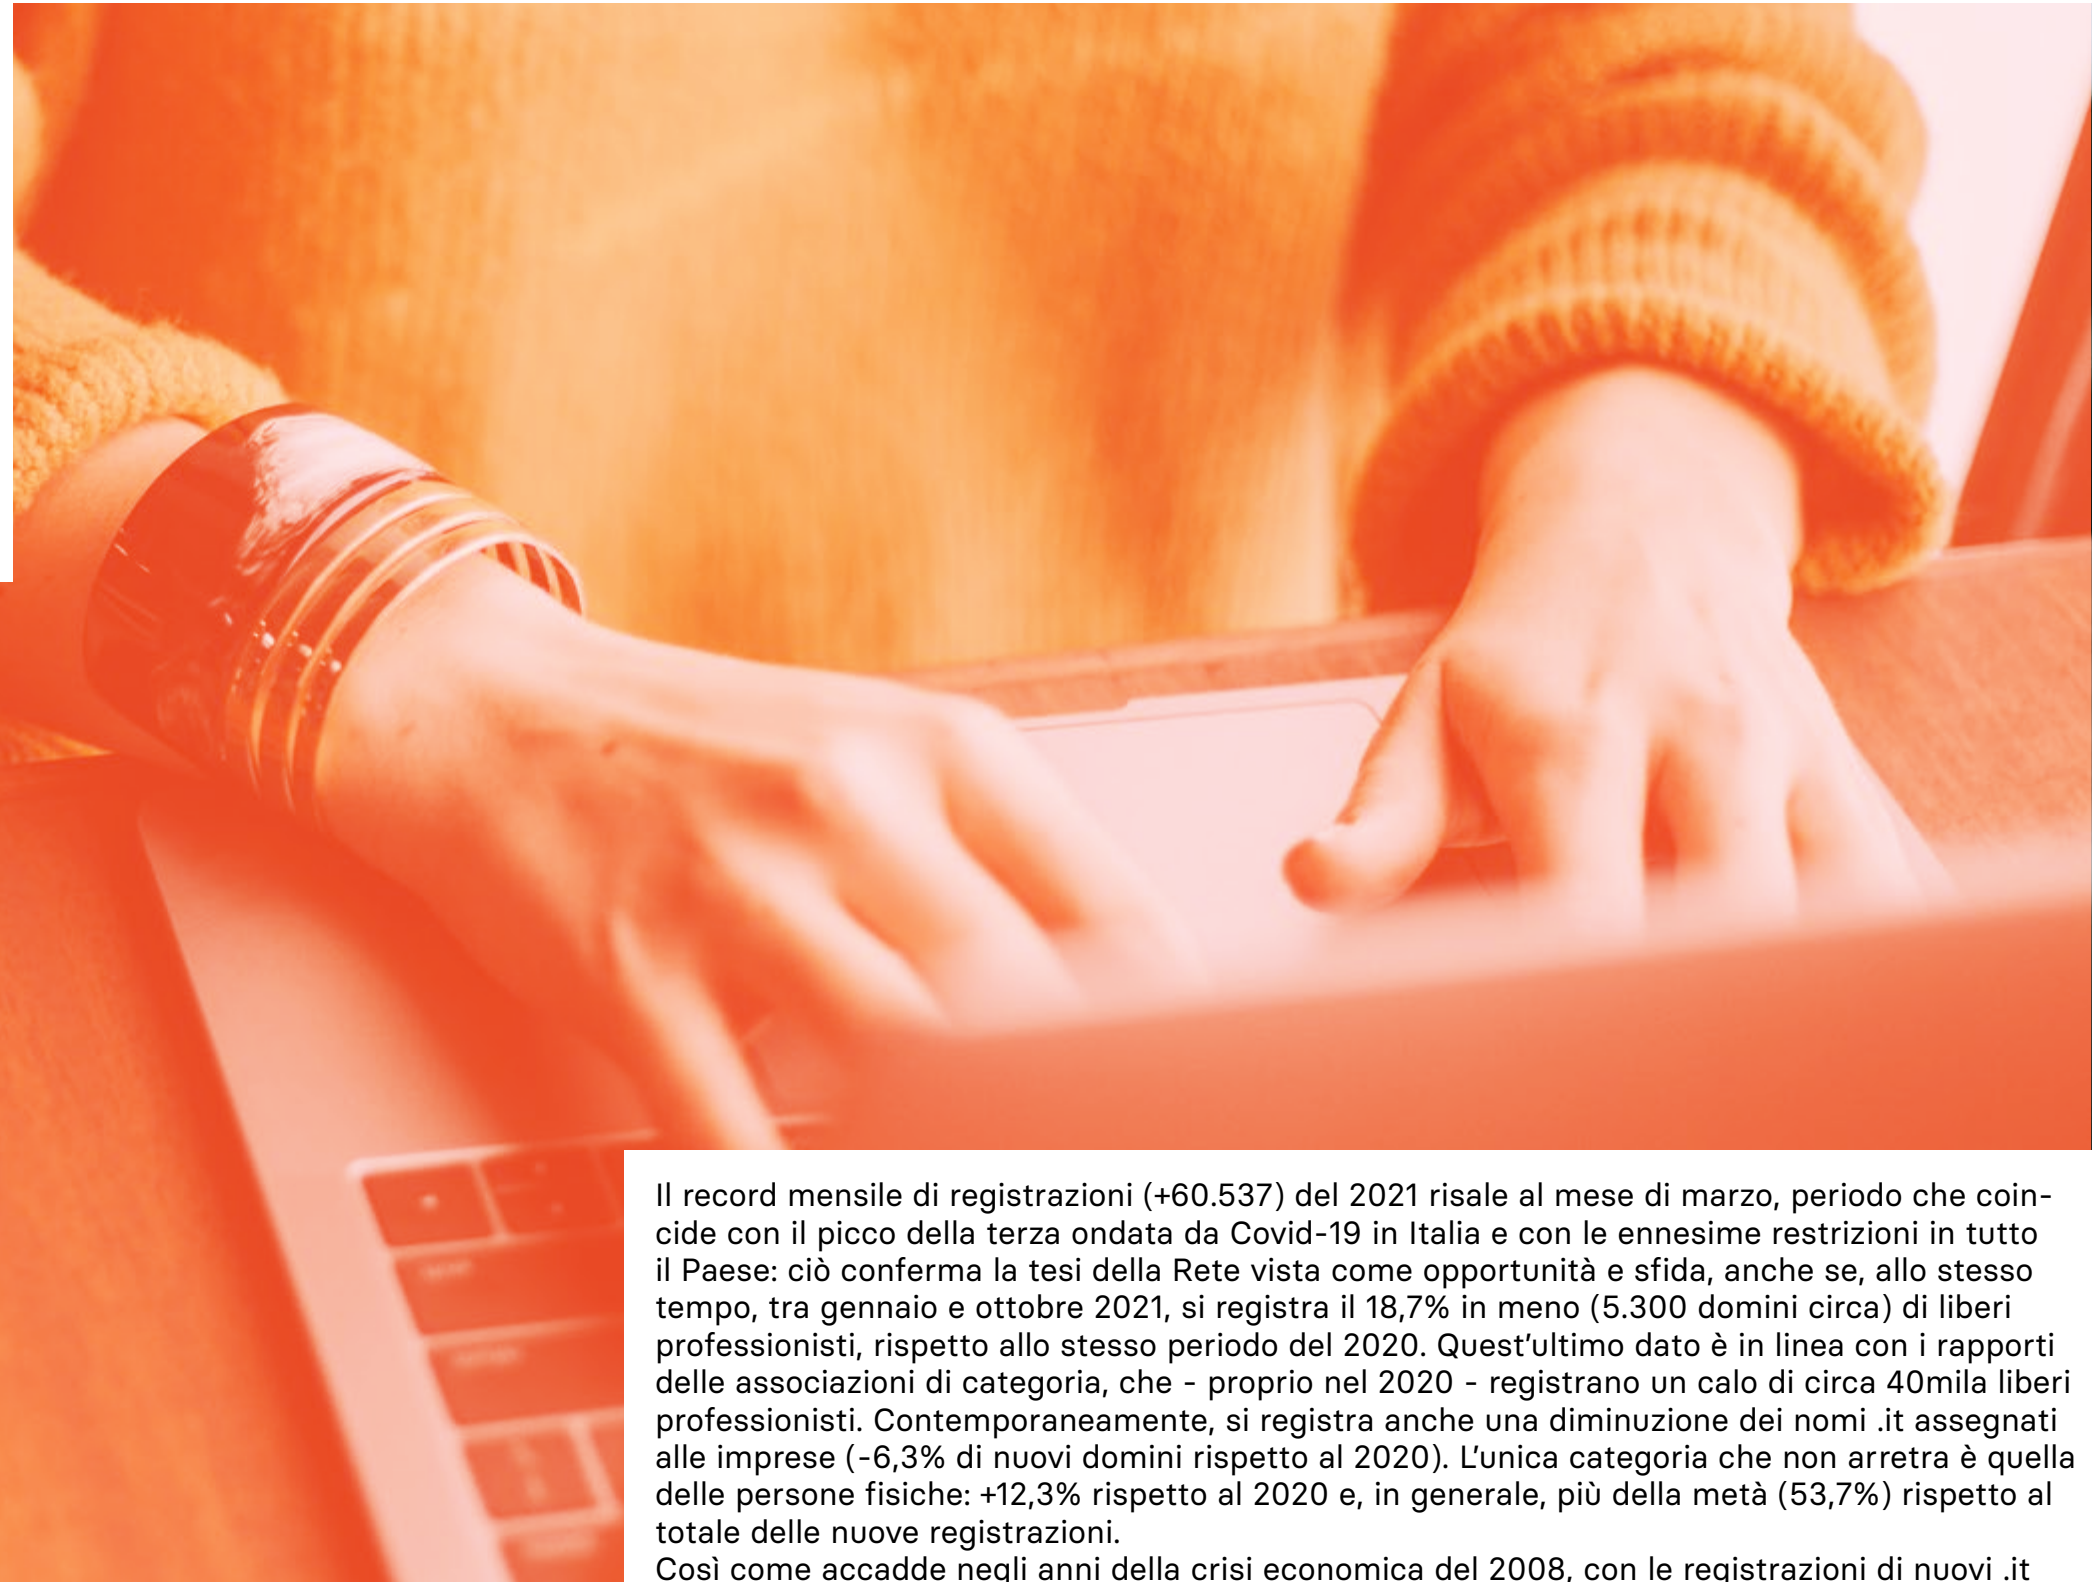 Il record mensile di registrazioni (+60.537) del 2021 risale al mese di marzo, periodo che coin-
cide con il picco della terza ondata da Covid-19 in Italia e con le ennesime restrizioni in tutto
il Paese: ciò conferma la tesi della Rete vista come opportunità e sfida, anche se, allo stesso
tempo, tra gennaio e ottobre 2021, si registra il 18,7% in meno (5.300 domini circa) di liberi
professionisti, rispetto allo stesso periodo del 2020. Quest’ultimo dato è in linea con i rapporti
delle associazioni di categoria, che - proprio nel 2020 - registrano un calo di circa 40mila liberi
professionisti. Contemporaneamente, si registra anche una diminuzione dei nomi .it assegnati
alle imprese (-6,3% di nuovi domini rispetto al 2020). L’unica categoria che non arretra è quella
delle persone fisiche: +12,3% rispetto al 2020 e, in generale, più della metà (53,7%) rispetto al
totale delle nuove registrazioni.
Così come accadde negli anni della crisi economica del 2008, con le registrazioni di nuovi .it